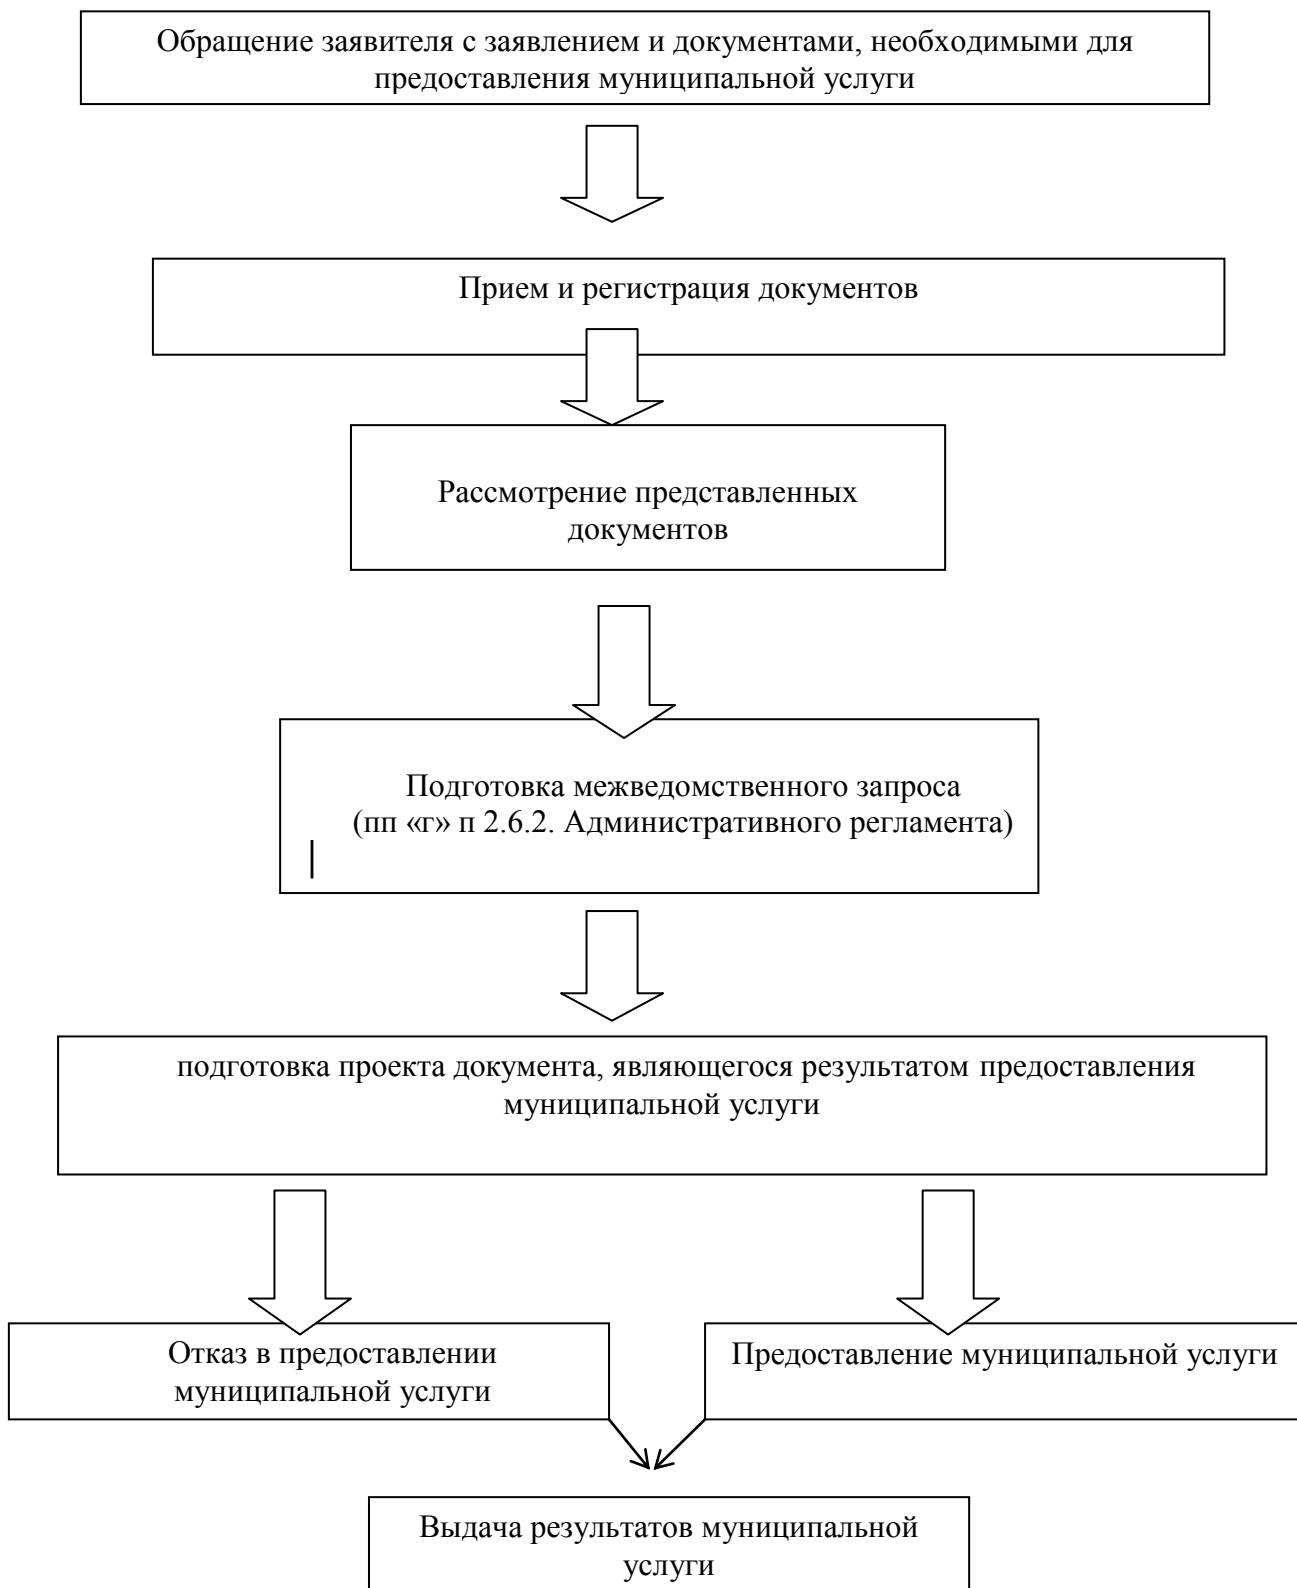 Обращение заявителя с заявлением и документами, необходимыми для
предоставления муниципальной услуги
Прием и регистрация документов
Рассмотрение представленных
документов
Подготовка межведомственного запроса
(пп «г» п 2.6.2. Административного регламента)
подготовка проекта документа, являющегося результатом предоставления
муниципальной услуги
Отказ в предоставлении
муниципальной услуги
Предоставление муниципальной услуги
Выдача результатов муниципальной
услуги